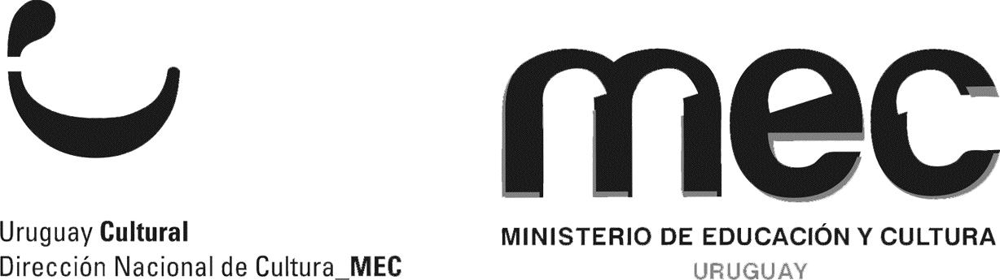 Uruguay Cultural
Dirección Nacional de Cultura_MEC
mec
MINISTERIO DE EDUCACIÓN Y CULTURA
URUGUAY